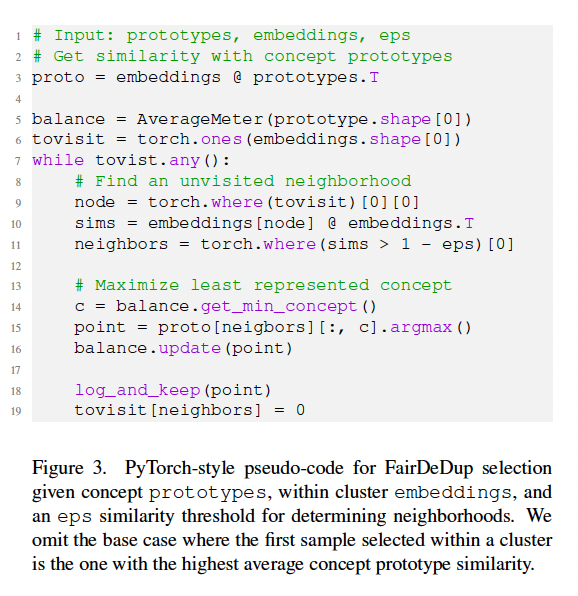 1 # Input: prototypes, embeddings, eps
2 # Get similarity with concept prototypes
3 proto = embeddings @ prototypes.T
4
5 balance = AverageMeter(prototype.shape[0])
6 tovisit = torch.ones(embeddings.shape[0])
7 while tovist.any():
8     # Find an unvisited neighborhood
9     node = torch.where(tovisit)[0][0]
10     sims = embeddings[node] @ embeddings.T
11     neighbors = torch.where(sims > 1 - eps)[0]
12
13     # Maximize least represented concept
14     c = balance.get_min_concept()
15     point = proto[neigbors][:, c].argmax()
16     balance.update(point)
17
18     log_and_keep(point)
19     tovisit[neighbors] = 0
Figure 3. PyTorch-style pseudo-code for FairDeDup selection
given concept prototypes, within cluster embeddings, and
an eps similarity threshold for determining neighborhoods. We
omit the base case where the first sample selected within a cluster
is the one with the highest average concept prototype similarity.